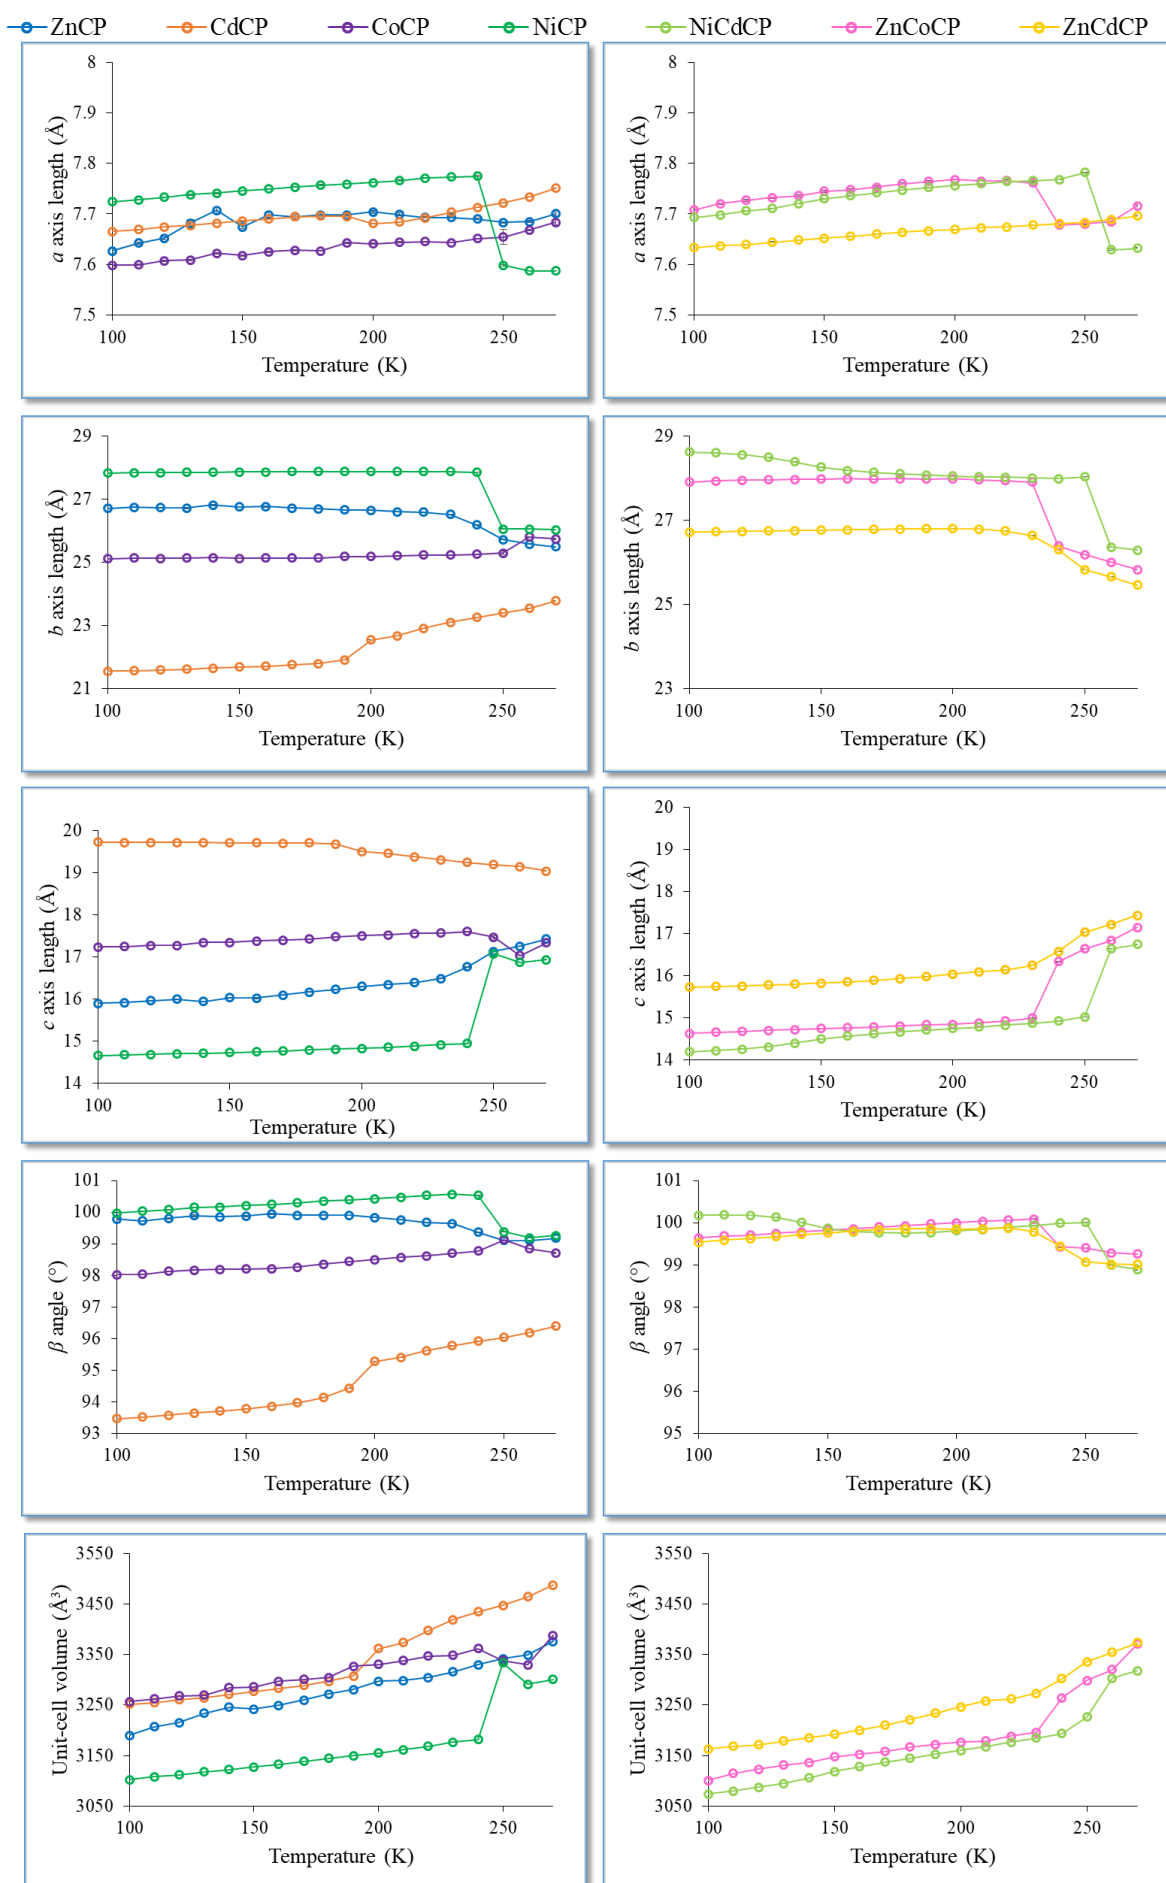 ZnCP CdCP CoCP NiCP NiCdCP ZnCoCP ZnCdCP
a axis length (Å)
8
7.9
7.8
7.7
7.6
7.5
100 150 200 250
Temperature (K)
a axis length (Å)
8
7.9
7.8
7.7
7.6
7.5
100 150 200 250
Temperature (K)
b axis length (Å)
29
27
25
23
21
100 150 200 250
Temperature (K)
b axis length (Å)
29
27
25
23
100 150 200 250
Temperature (K)
c axis length (Å)
20
19
18
17
16
15
14
100 150 200 250
Temperature (K)
c axis length (Å)
20
19
18
17
16
15
14
100 150 200 250
Temperature (K)
β angle (°)
101
100
99
98
97
96
95
94
93
100 150 200 250
Temperature (K)
β angle (°)
101
100
99
98
97
96
95
100 150 200 250
Temperature (K)
Unit-cell volume (Å³)
3550
3450
3350
3250
3150
3050
100 150 200 250
Temperature (K)
Unit-cell volume (Å³)
3550
3450
3350
3250
3150
3050
100 150 200 250
Temperature (K)